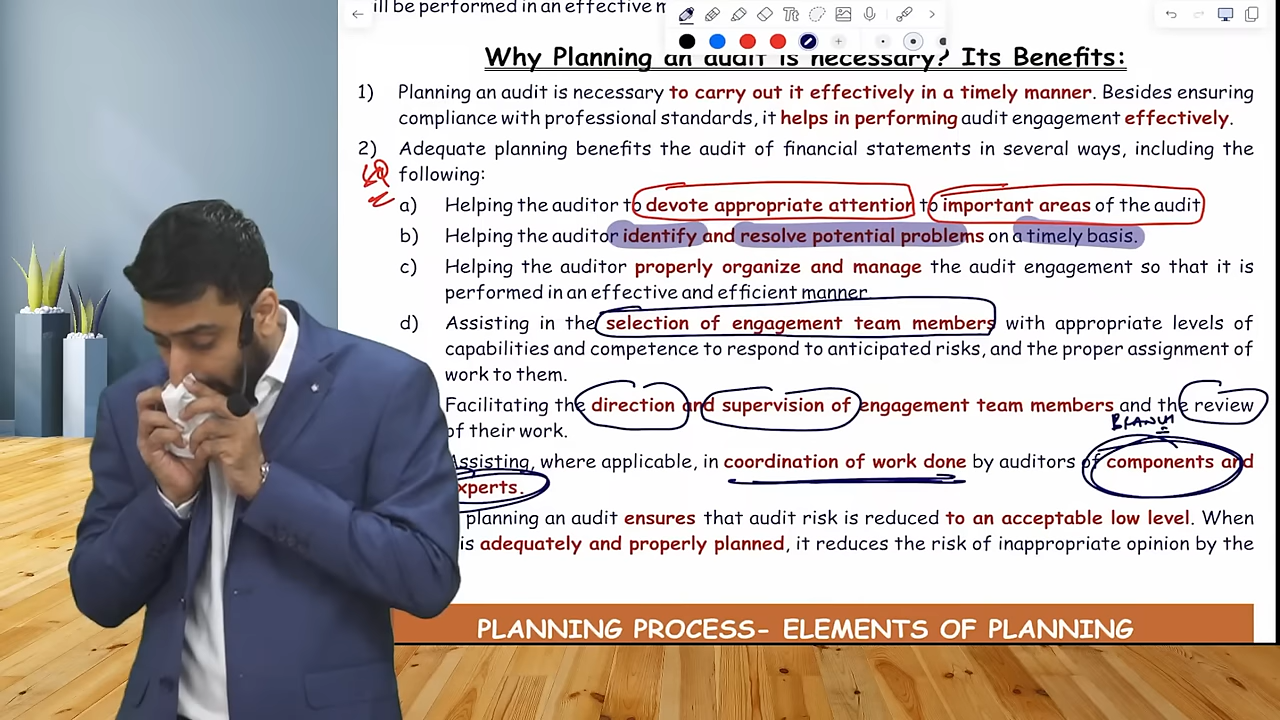 ill be performed in an effective m
Why Planning an audit is necessary? Its Benefits:
1) Planning an audit is necessary to carry out it effectively in a timely manner. Besides ensuring
compliance with professional standards, it helps in performing audit engagement effectively.
2) Adequate planning benefits the audit of financial statements in several ways, including the
following:
a) Helping the auditor to devote appropriate attention to important areas of the audit
b) Helping the auditor identify and resolve potential problems on a timely basis.
c) Helping the auditor properly organize and manage the audit engagement so that it is
performed in an effective and efficient manner
d) Assisting in the selection of engagement team members with appropriate levels of
capabilities and competence to respond to anticipated risks, and the proper assignment of
work to them.
Facilitating the direction and supervision of engagement team members and the review
of their work.
Assisting, where applicable, in coordination of work done by auditors of components and
xperts.
planning an audit ensures that audit risk is reduced to an acceptable low level. When
is adequately and properly planned, it reduces the risk of inappropriate opinion by the
PLANNING PROCESS- ELEMENTS OF PLANNING